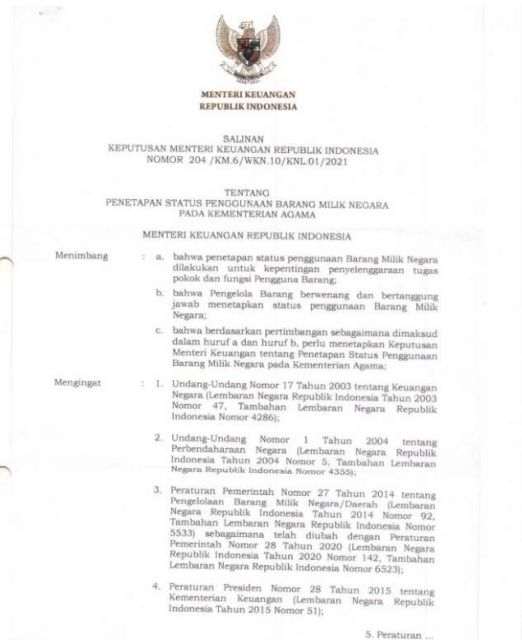 MENTERI KEUANGAN
REPUBLIK INDONESIA
SALINAN
KEPUTUSAN MENTERI KEUANGAN REPUBLIK INDONESIA
NOMOR 204 /KM.6/WKN.10/KNL.01/2021
TENTANG
PENETAPAN STATUS PENGGUNAAN BARANG MILIK NEGARA
PADA KEMENTERIAN AGAMA
MENTERI KEUANGAN REPUBLIK INDONESIA
Menimbang : a. bahwa penetapan status penggunaan Barang Milik Negara
dilakukan untuk kepentingan penyelenggaraan tugas
pokok dan fungsi Pengguna Barang;
b. bahwa Pengelola Barang berwenang dan bertanggung
jawab menetapkan status penggunaan Barang Milik
Negara;
c. bahwa berdasarkan pertimbangan sebagaimana dimaksud
dalam huruf a dan huruf b, perlu menetapkan Keputusan
Menteri Keuangan tentang Penetapan Status Penggunaan
Barang Milik Negara pada Kementerian Agama;
Mengingat : 1. Undang-Undang Nomor 17 Tahun 2003 tentang Keuangan
Negara (Lembaran Negara Republik Indonesia Tahun 2003
Nomor 47, Tambahan Lembaran Negara Republik
Indonesia Nomor 4286);
2. Undang-Undang Nomor 1 Tahun 2004 tentang
Perbendaharaan Negara (Lembaran Negara Republik
Indonesia Tahun 2004 Nomor 5, Tambahan Lembaran
Negara Republik Indonesia Nomor 4355);
3. Peraturan Pemerintah Nomor 27 Tahun 2014 tentang
Pengelolaan Barang Milik Negara/Daerah (Lembaran
Negara Republik Indonesia Tahun 2014 Nomor 92,
Tambahan Lembaran Negara Republik Indonesia Nomor
5533) sebagaimana telah diubah dengan Peraturan
Pemerintah Nomor 28 Tahun 2020 (Lembaran Negara
Republik Indonesia Tahun 2020 Nomor 142, Tambahan
Lembaran Negara Republik Indonesia Nomor 6523);
4. Peraturan Presiden Nomor 28 Tahun 2015 tentang
Kementerian Keuangan (Lembaran Negara Republik
Indonesia Tahun 2015 Nomor 51);
5. Peraturan ...